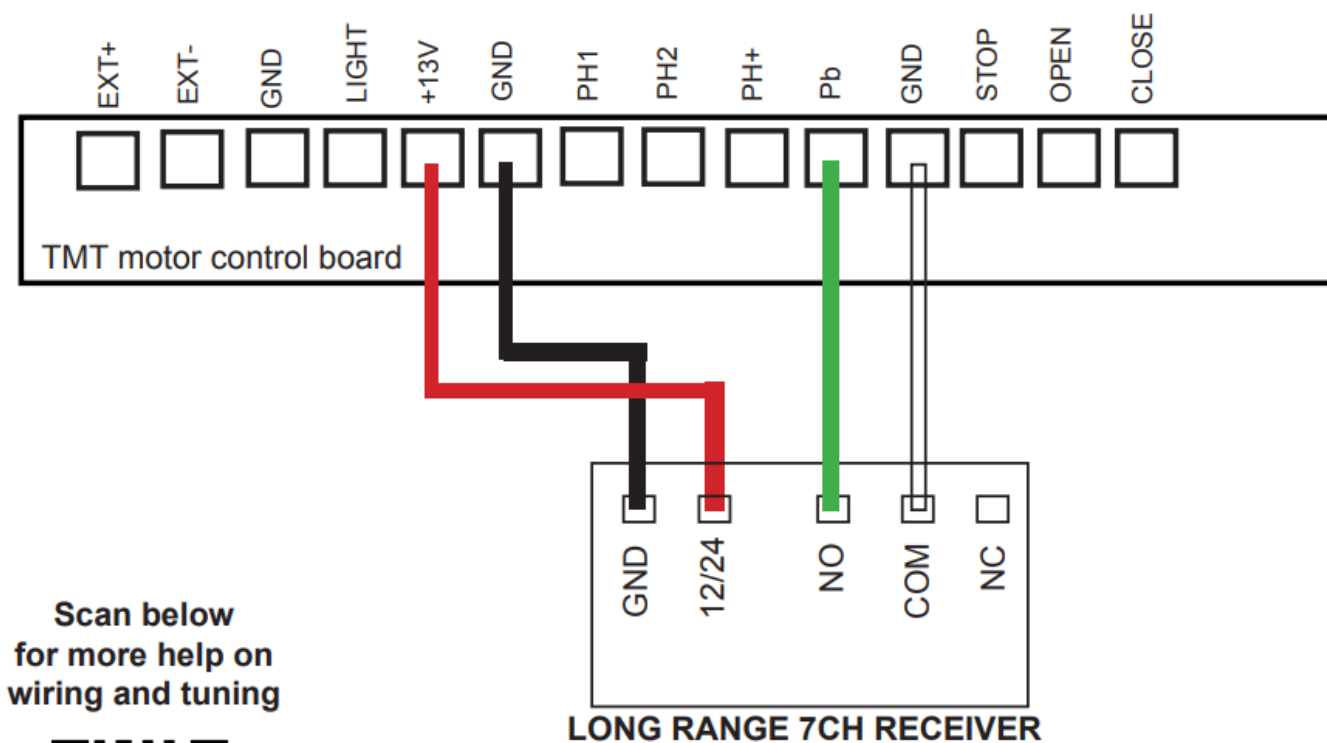 EXT+
EXT-
GND
LIGHT
+13V
GND
PH1
PH2
PH+
Pb
GND
STOP
OPEN
CLOSE
TMT motor control board
GND
12/24
NO
COM
NC
Scan below
for more help on
wiring and tuning
LONG RANGE 7CH RECEIVER